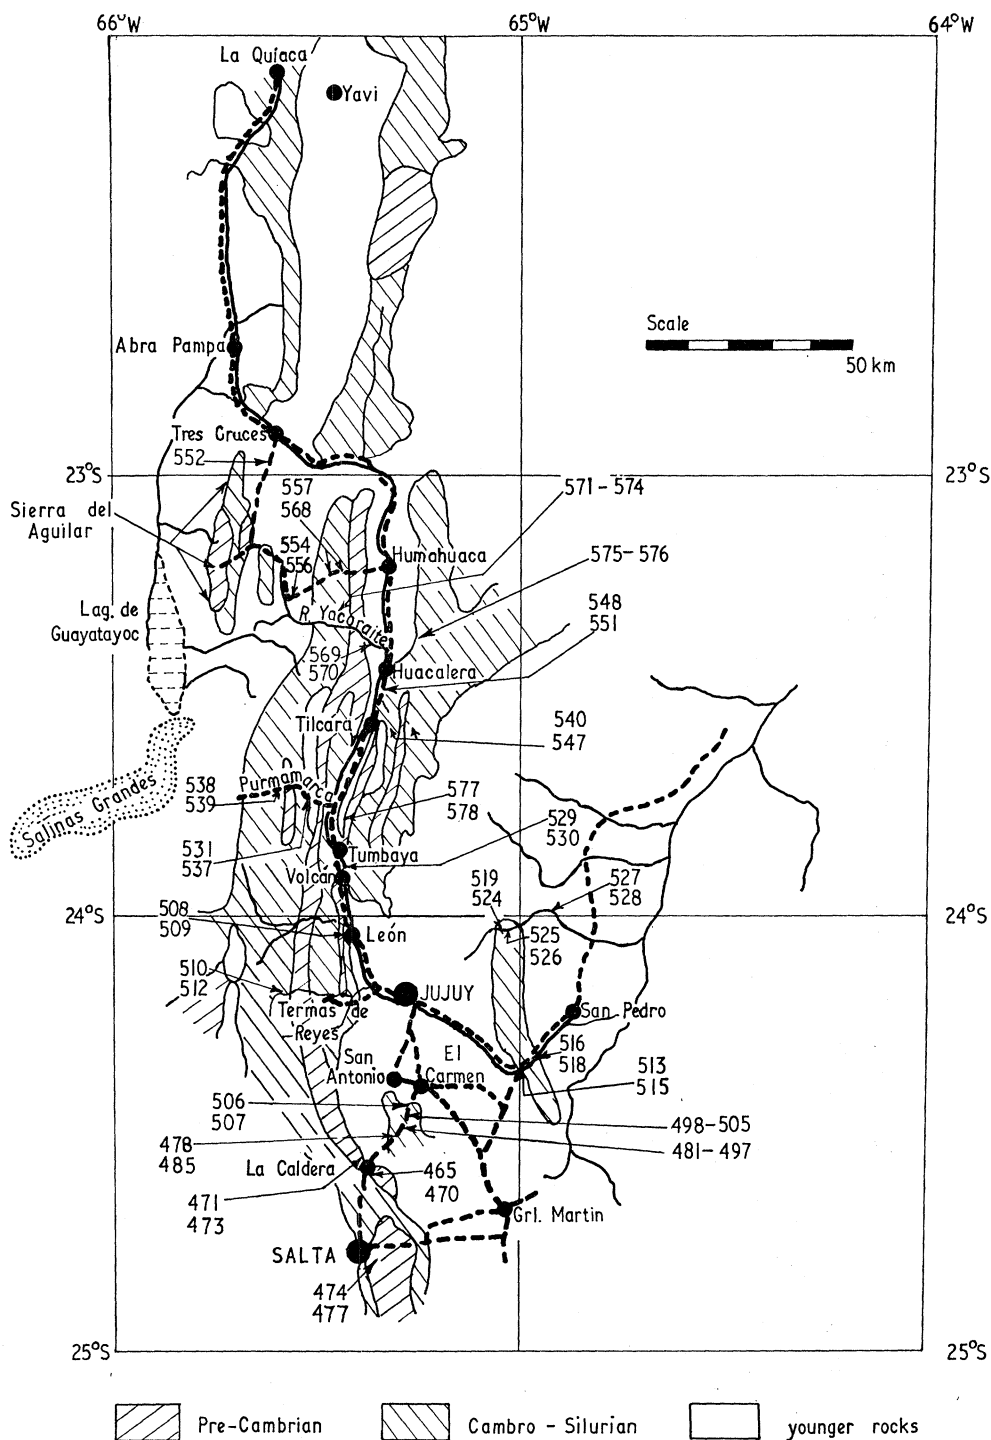 66°W
65°W
64°W
La Quiaca
Yavi
Scale
50 km
Abra Pampa
Tres Cruces
552
23°S
23°S
557
568
571-574
Sierra del
Aguilar
554
556
Humahuaca
575-576
Lag. de
Guayatayoc
R. Yacoraite
548
551
569
570
Huacalera
Tilcara
540
547
Salinas Grandes
538
539
Purmamarca
577
578
529
530
531
537
Tumbaya
Volcán
519
524
527
528
24°S
24°S
508
509
León
525
526
510
512
JUJUY
Termas de
Reyes
San Pedro
San
Antonio
El
Carmen
516
518
513
515
506
507
498-505
478
485
481-497
La Caldera
465
470
471
473
Grl. Martin
SALTA
474
477
25°S
25°S
Pre-Cambrian
Cambro - Silurian
younger rocks